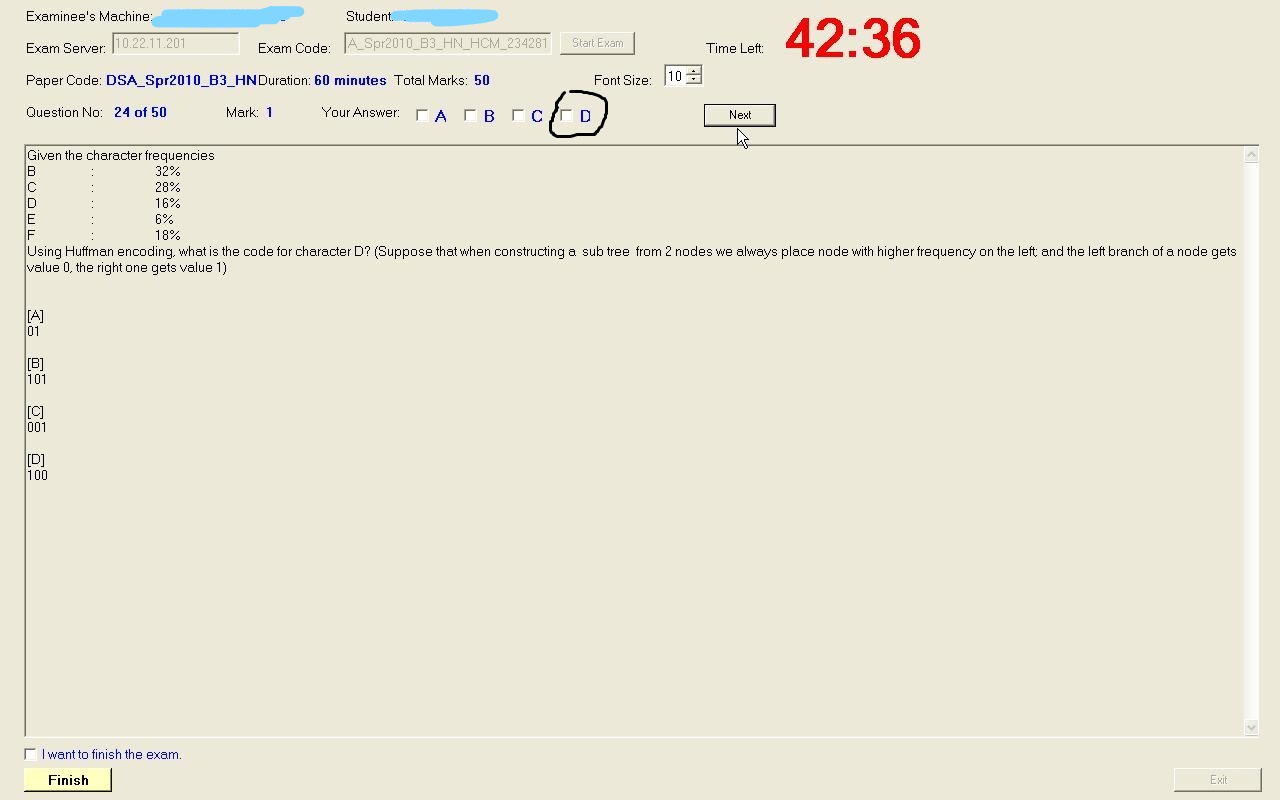 Examinee's Machine: Student:
Exam Server: 10.22.11.201 Exam Code: A_Spr2010_B3_HN_HCM_234281 Start Exam Time Left: 42:36
Paper Code: DSA_Spr2010_B3_HN Duration: 60 minutes Total Marks: 50 Font Size: 10
Question No: 24 of 50 Mark: 1 Your Answer: A B C D Next
Given the character frequencies
B : 32%
C : 28%
D : 16%
E : 6%
F : 18%
Using Huffman encoding, what is the code for character D? (Suppose that when constructing a sub tree from 2 nodes we always place node with higher frequency on the left; and the left branch of a node gets
value 0, the right one gets value 1)
[A]
01
[B]
101
[C]
001
[D]
100
I want to finish the exam.
Finish Exit